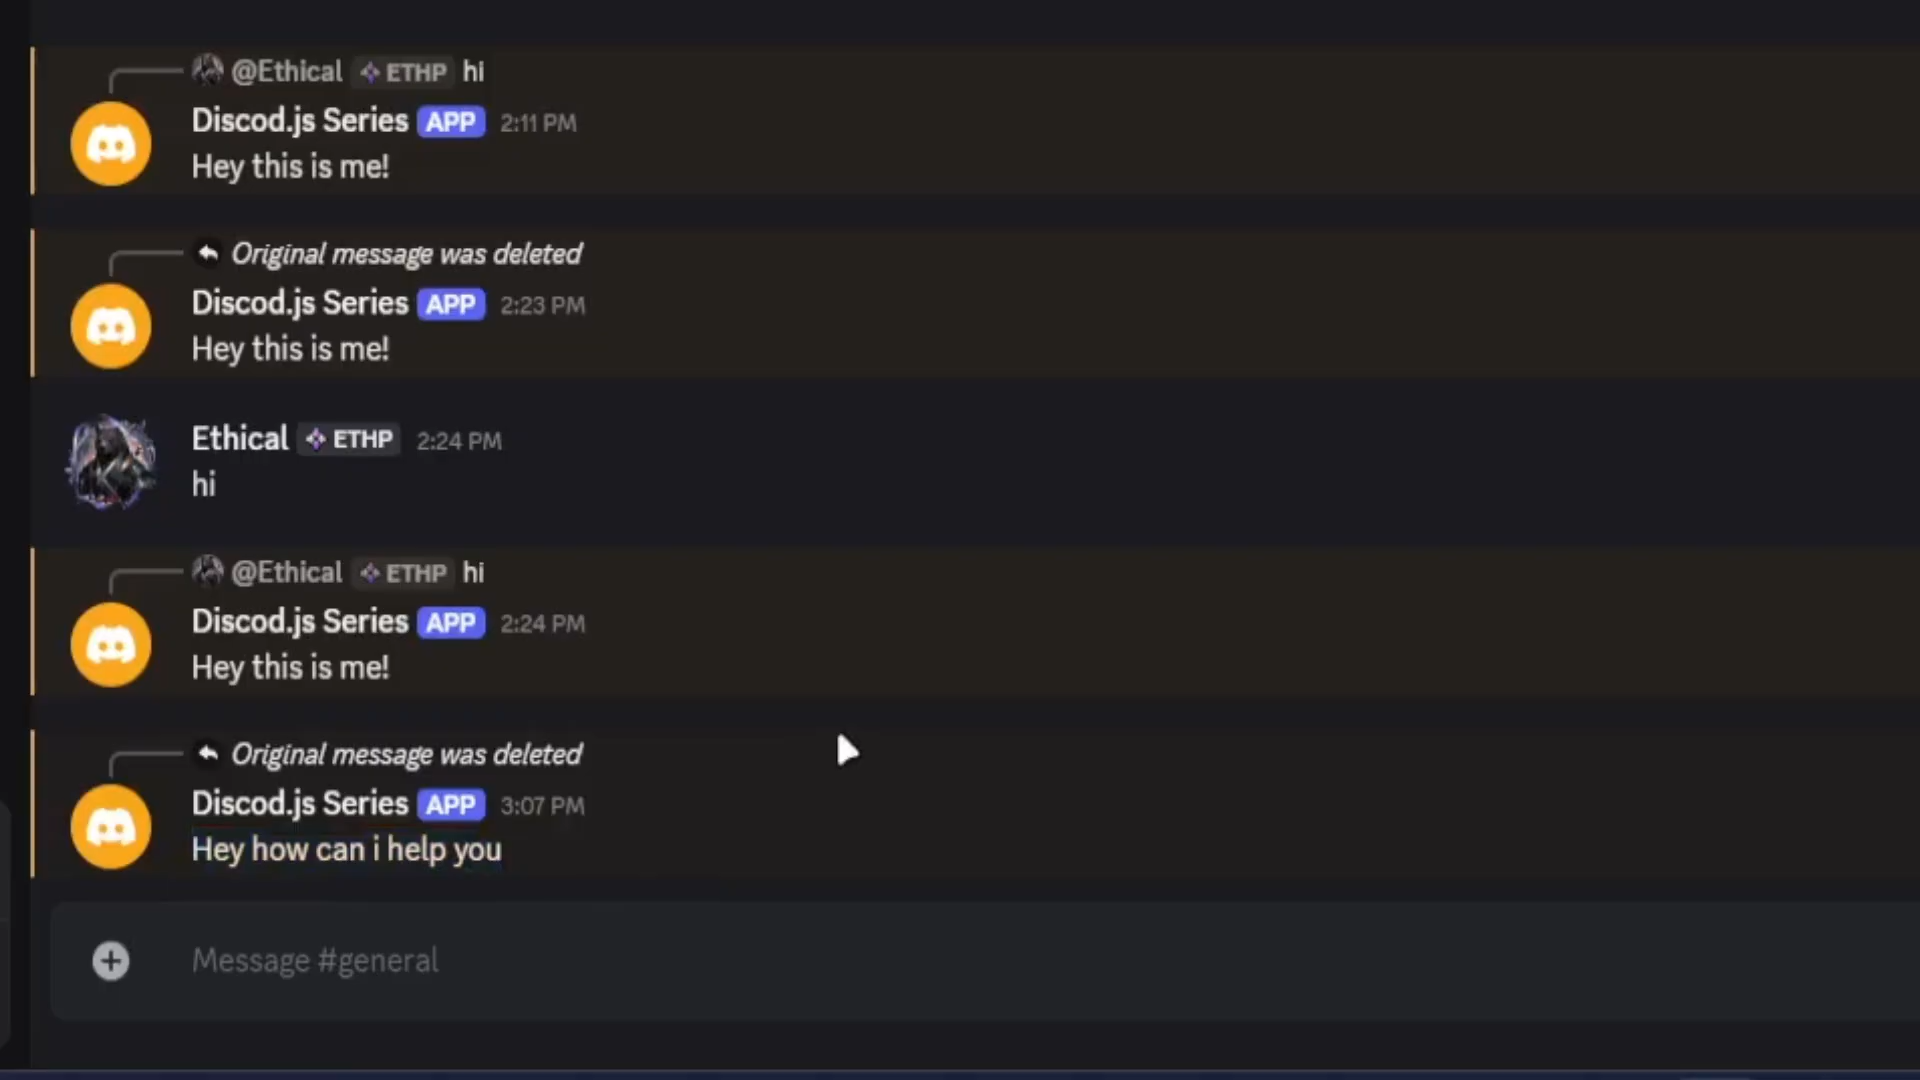 @Ethical ETHP hi
Discod.js Series APP 2:11 PM
Hey this is me!
Original message was deleted
Discod.js Series APP 2:23 PM
Hey this is me!
Ethical ETHP 2:24 PM
hi
@Ethical ETHP hi
Discod.js Series APP 2:24 PM
Hey this is me!
Original message was deleted
Discod.js Series APP 3:07 PM
Hey how can i help you
Message #general